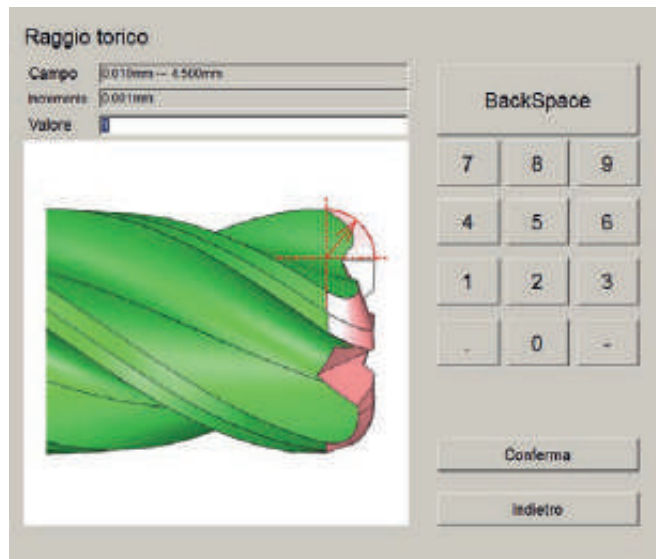 Raggio torico
Campo 0.010mm -- 4.500mm
Incremento 0.001mm
Valore
BackSpace
7 8 9
4 5 6
1 2 3
. 0 -
Conferma
Indietro